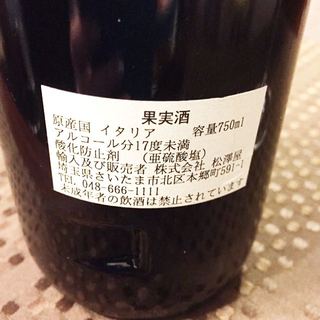 果実酒
原産国 イタリア 容量750ml
アルコール分17度未満
酸化防止剤 (亜硫酸塩)
輸入及び販売者 株式会社 松澤屋
埼玉県さいたま市北区本郷町591-1
TEL 048-666-1111
未成年者の飲酒は禁止されています